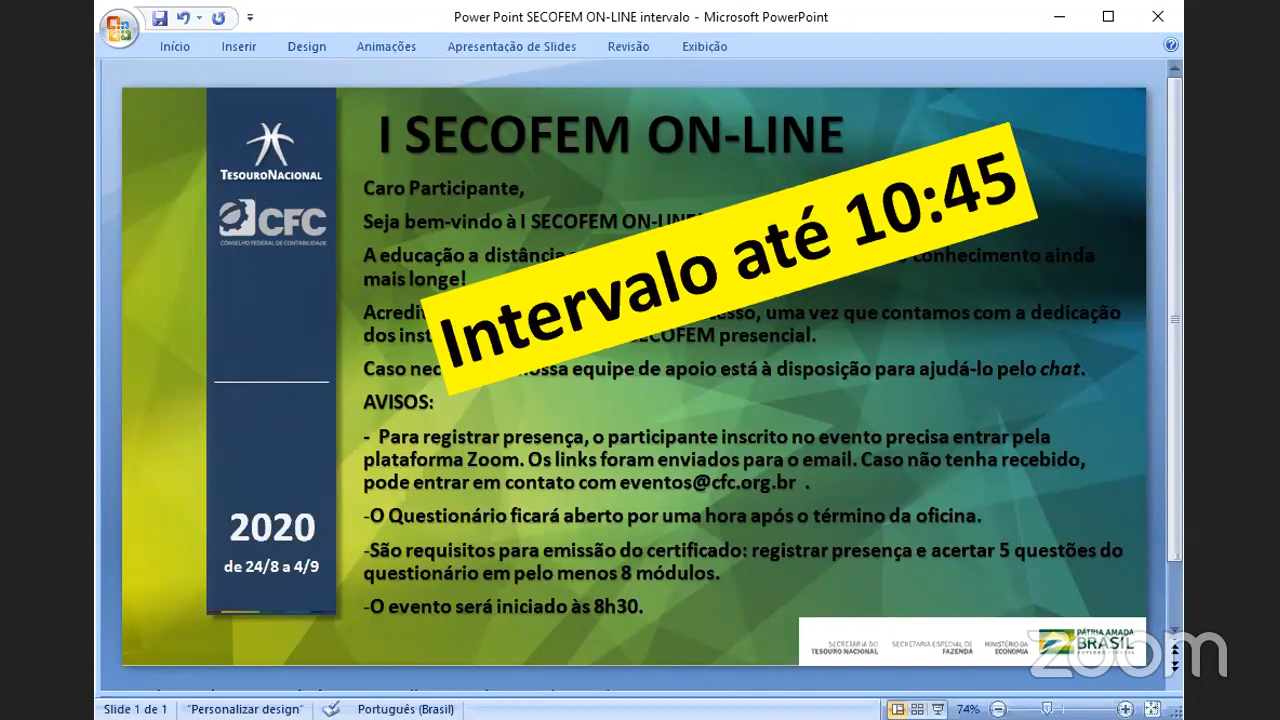 Power Point SECOFEM ON-LINE intervalo - Microsoft PowerPoint
Início Inserir Design Animações Apresentação de Slides Revisão Exibição
TESOURONACIONAL
CFC
CONSELHO FEDERAL DE CONTABILIDADE
2020
de 24/8 a 4/9
I SECOFEM ON-LINE
Intervalo até 10:45
Caro Participante,
Seja bem-vindo à I SECOFEM ON-LINE
A educação a distância conhecimento ainda
mais longe!
uma vez que contamos com a dedicação
dos SECOFEM presencial.
Caso equipe de apoio está à disposição para ajudá-lo pelo chat.
AVISOS:
- Para registrar presença, o participante inscrito no evento precisa entrar pela
plataforma Zoom. Os links foram enviados para o email. Caso não tenha recebido,
pode entrar em contato com eventos@cfc.org.br .
-O Questionário ficará aberto por uma hora após o término da oficina.
-São requisitos para emissão do certificado: registrar presença e acertar 5 questões do
questionário em pelo menos 8 módulos.
-O evento será iniciado às 8h30.
SECRETARIA DO
TESOURO NACIONAL
SECRETARIA ESPECIAL DE
FAZENDA
MINISTÉRIO DA
ECONOMIA
PÁTRIA AMADA
BRASIL
GOVERNO FEDERAL
zoom
Slide 1 de 1 "Personalizar design" Português (Brasil) 74%